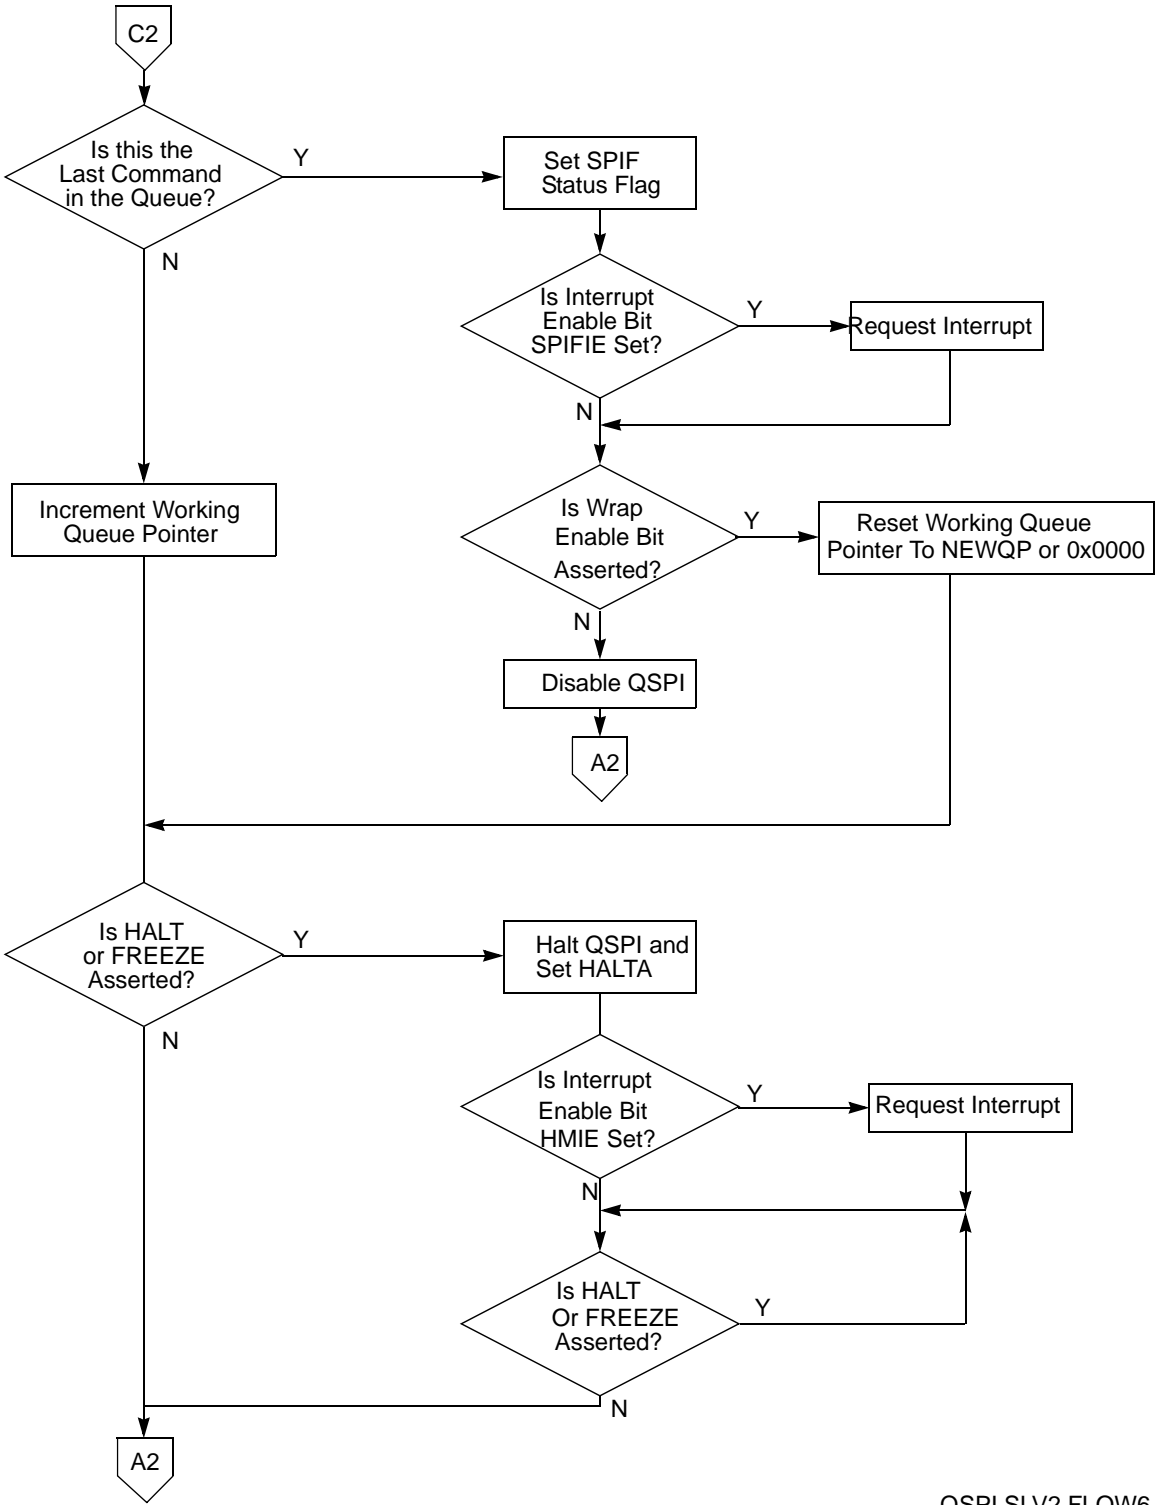 C2
Is this the
Last Command
in the Queue?
Y
N
Set SPIF
Status Flag
Is Interrupt
Enable Bit
SPIFIE Set?
Y
Request Interrupt
N
Increment Working
Queue Pointer
Is Wrap
Enable Bit
Asserted?
Y
Reset Working Queue
Pointer To NEWQP or 0x0000
N
Disable QSPI
A2
Is HALT
or FREEZE
Asserted?
Y
N
Halt QSPI and
Set HALTA
Is Interrupt
Enable Bit
HMIE Set?
Y
Request Interrupt
N
Is HALT
Or FREEZE
Asserted?
Y
N
A2
QSPI SLV2 FLOW6